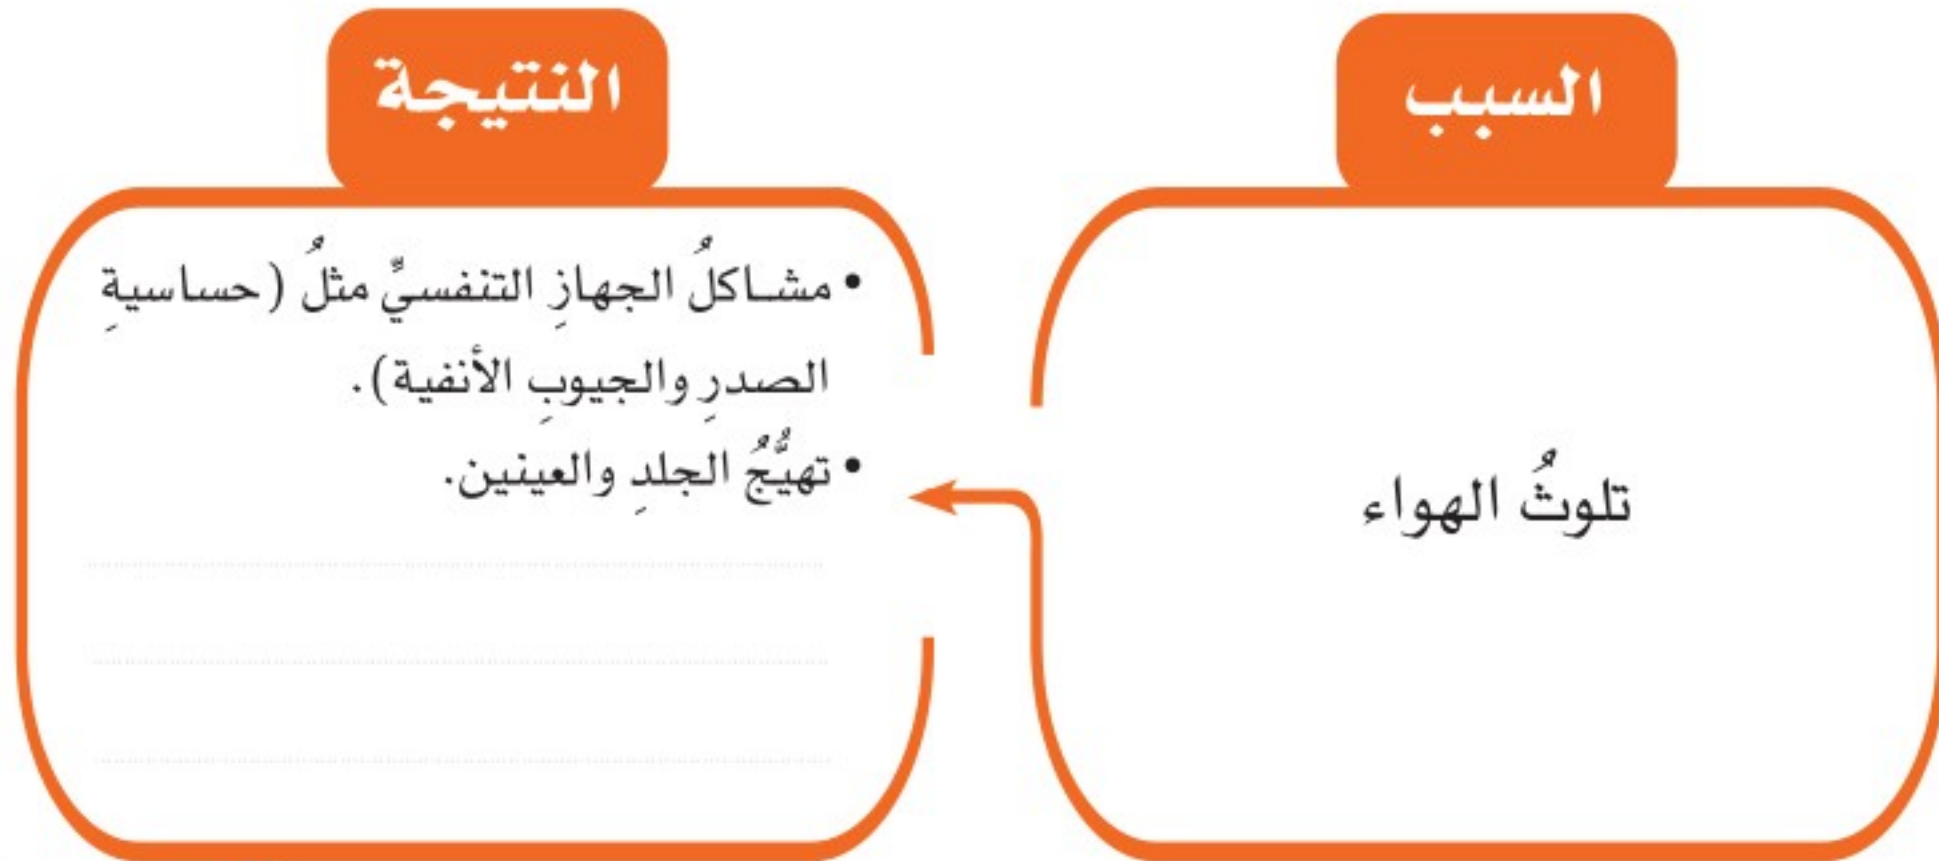 السبب
تلوثُ الهواء
النتيجة
• مشاكلُ الجهازِ التنفسيِّ مثلُ (حساسيةِ
الصدرِ والجيوبِ الأنفية).
• تهيُّجُ الجلدِ والعينين.